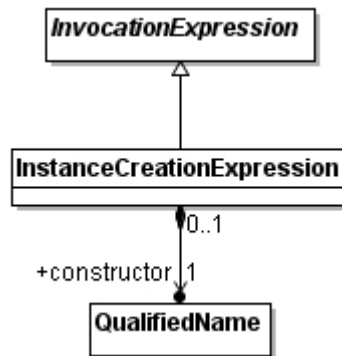 InvocationExpression
InstanceCreationExpression
0..1
+constructor 1
QualifiedName